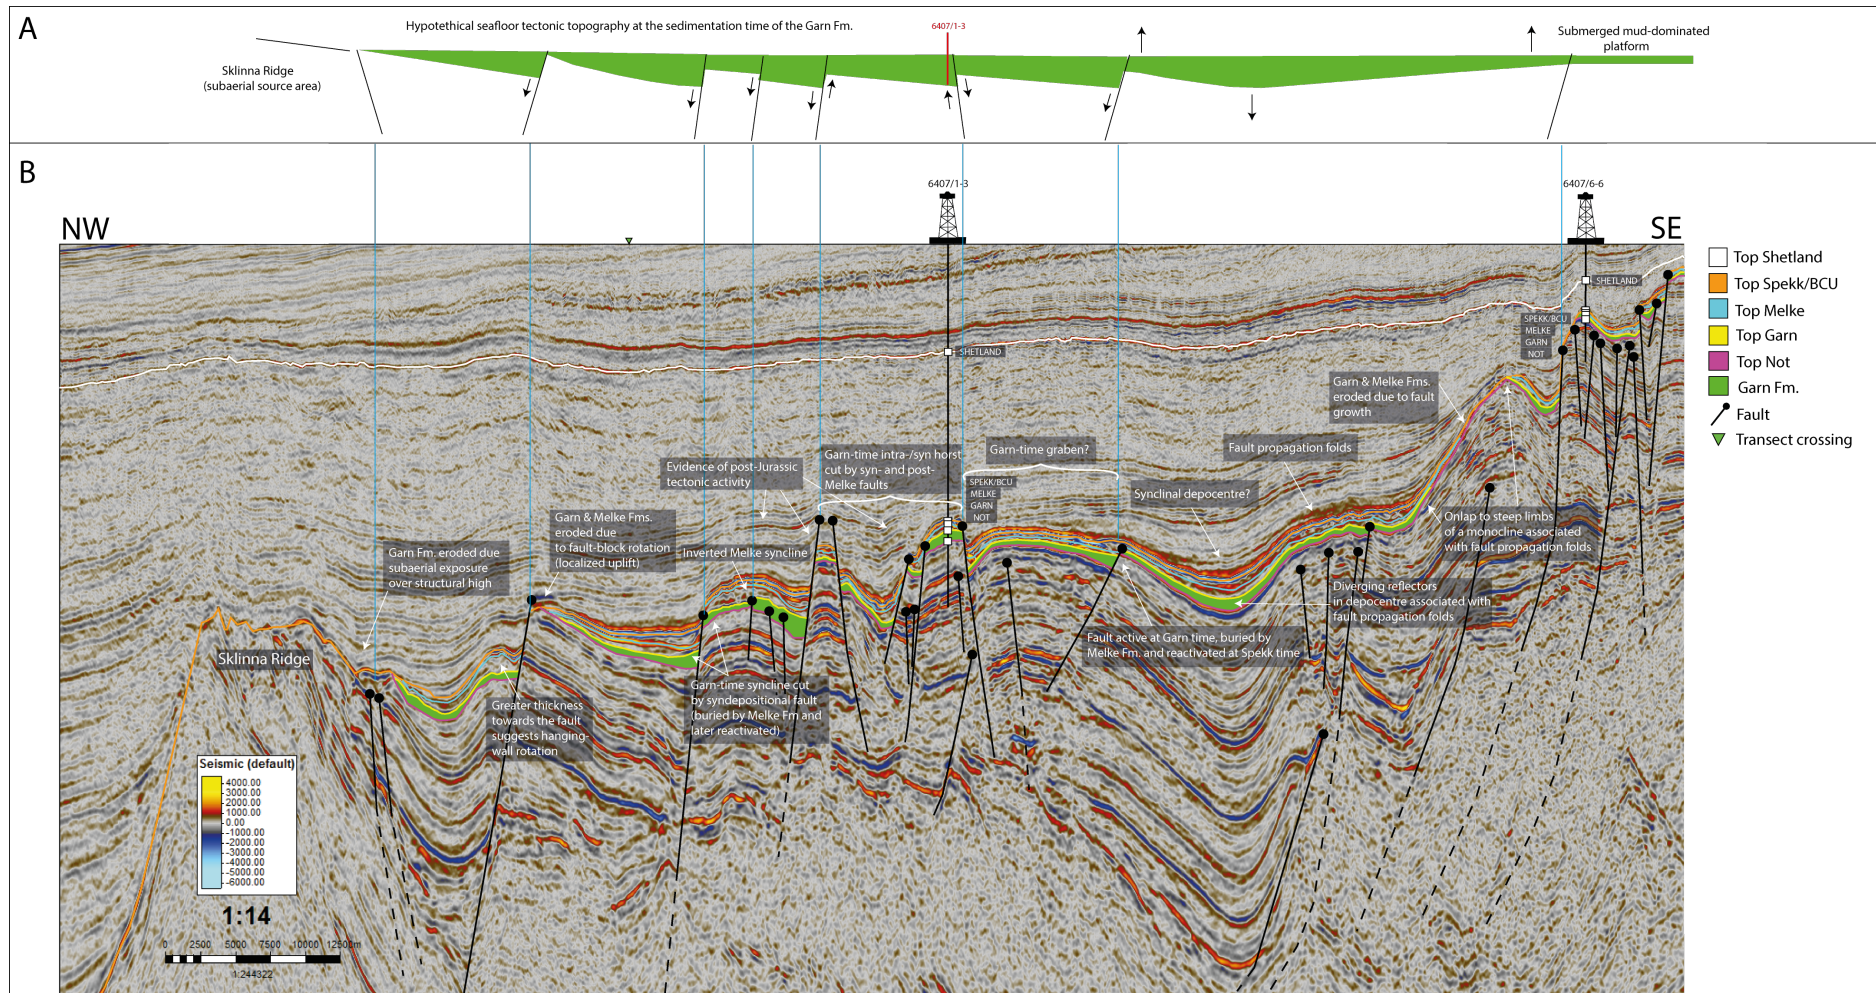 A
Hypotethical seafloor tectonic topography at the sedimentation time of the Garn Fm.
6407/1-3
Submerged mud-dominated
platform
Sklinna Ridge
(subaerial source area)
B
6407/1-3
6407/6-6
NW
SE
Top Shetland
Top Spekk/BCU
Top Melke
Top Garn
Top Not
Garn Fm.
Fault
Transect crossing
SHETLAND
SHETLAND
SPEKK/BCU
MELKE
GARN
NOT
Garn & Melke Fms.
eroded due to fault
growth
Garn-time intra-/syn horst
cut by syn- and post-
Melke faults
Garn-time graben?
Fault propagation folds
Evidence of post-Jurassic
tectonic activity
SPEKK/BCU
MELKE
GARN
NOT
Synclinal depocentre?
Garn & Melke Fms.
eroded due
to fault-block rotation
(localized uplift)
Onlap to steep limbs
of a monocline associated
with fault propagation folds
Garn Fm. eroded due
subaerial exposure
over structural high
Inverted Melke syncline
Diverging reflectors
in depocentre associated with
fault propagation folds
Fault active at Garn time, buried by
Melke Fm. and reactivated at Spekk time
Sklinna Ridge
Garn-time syncline cut
by syndepositional fault
(buried by Melke Fm and
later reactivated)
Greater thickness
towards the fault
suggests hanging-
wall rotation
Seismic (default)
4000.00
3000.00
2000.00
1000.00
0.00
-1000.00
-2000.00
-3000.00
-4000.00
-5000.00
-6000.00
1:14
0 2500 5000 7500 10000 12500m
1:244322